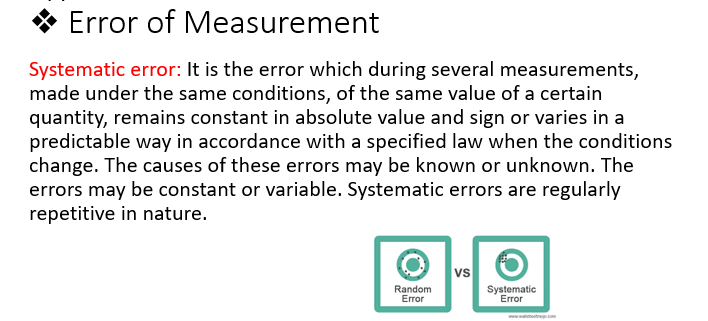 ❖ Error of Measurement
Systematic error: It is the error which during several measurements,
made under the same conditions, of the same value of a certain
quantity, remains constant in absolute value and sign or varies in a
predictable way in accordance with a specified law when the conditions
change. The causes of these errors may be known or unknown. The
errors may be constant or variable. Systematic errors are regularly
repetitive in nature.
Random
Error
VS
Systematic
Error